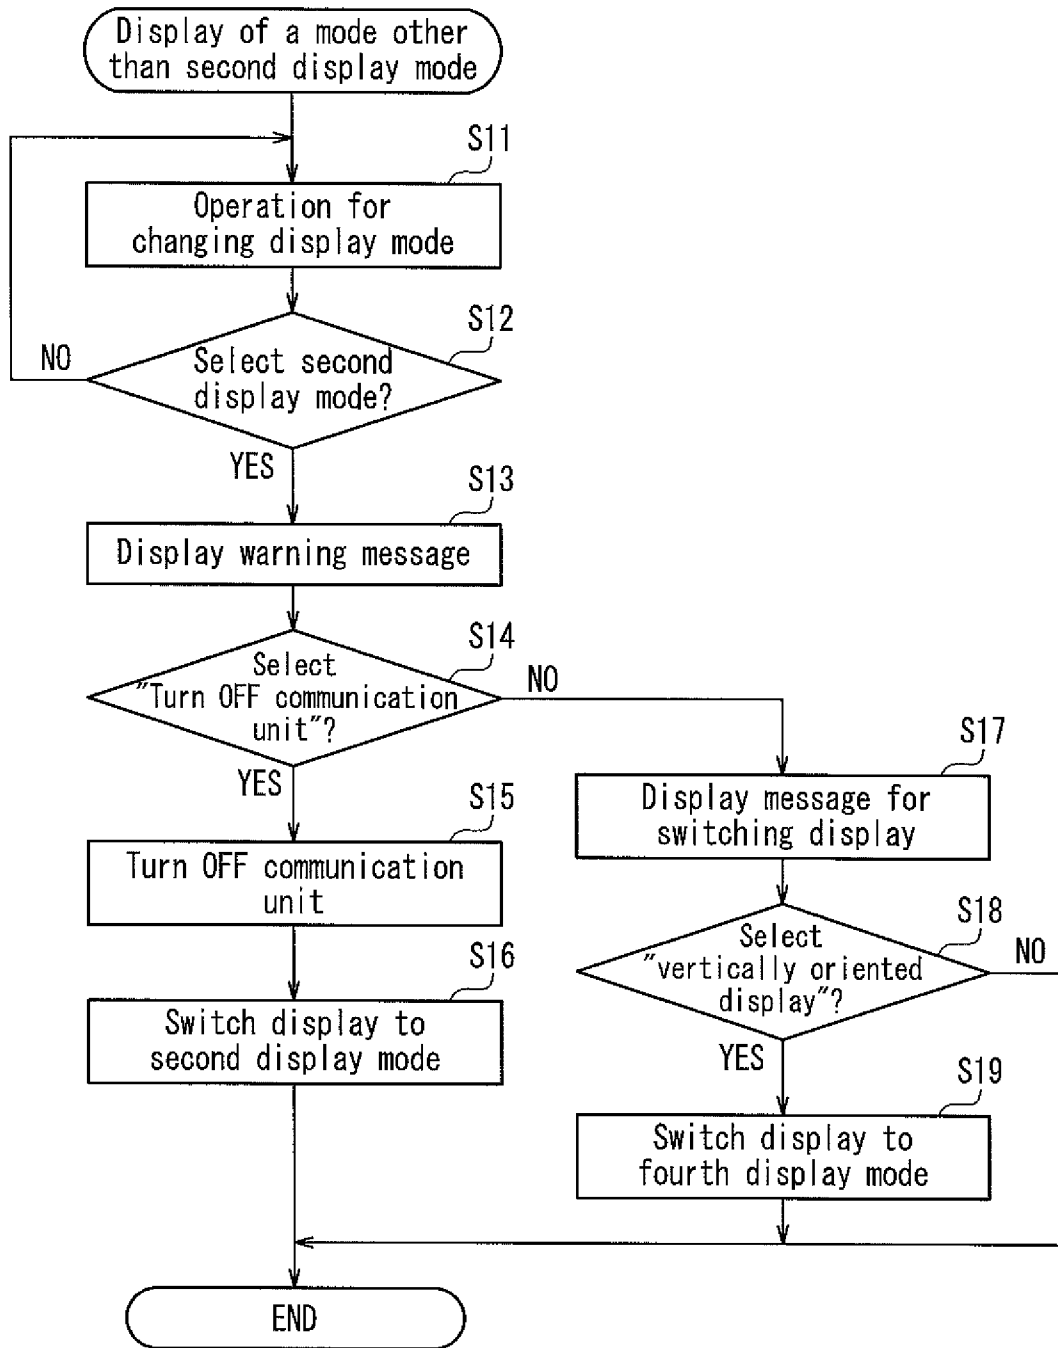 Display of a mode other
than second display mode
S11
Operation for
changing display mode
S12
NO
Select second
display mode?
YES
S13
Display warning message
S14
Select
"Turn OFF communication
unit"?
NO
YES
S15
Turn OFF communication
unit
S16
Switch display to
second display mode
S17
Display message for
switching display
S18
Select
"vertically oriented
display"?
NO
YES
S19
Switch display to
fourth display mode
END